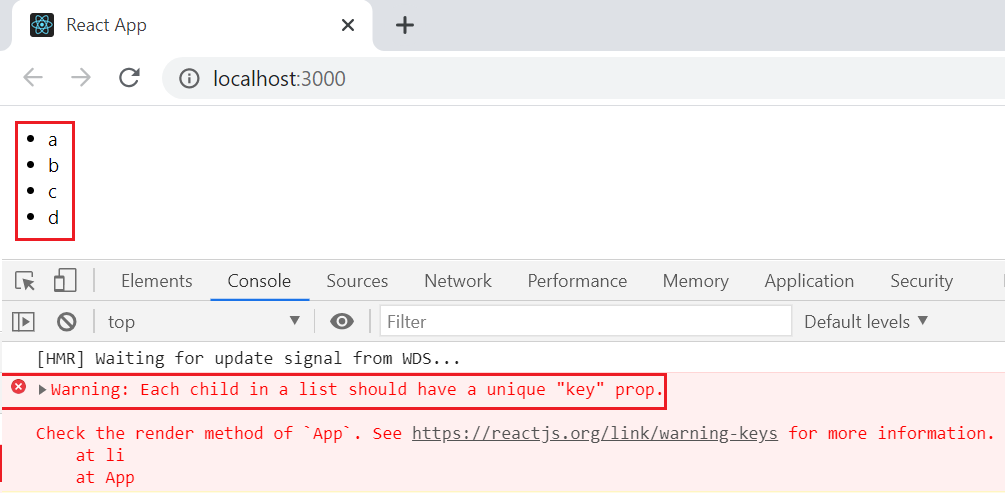 React App
localhost:3000
a
b
c
d
Elements Console Sources Network Performance Memory Application Security
top Filter Default levels
[HMR] Waiting for update signal from WDS...
Warning: Each child in a list should have a unique "key" prop.
Check the render method of `App`. See https://reactjs.org/link/warning-keys for more information.
at li
at App